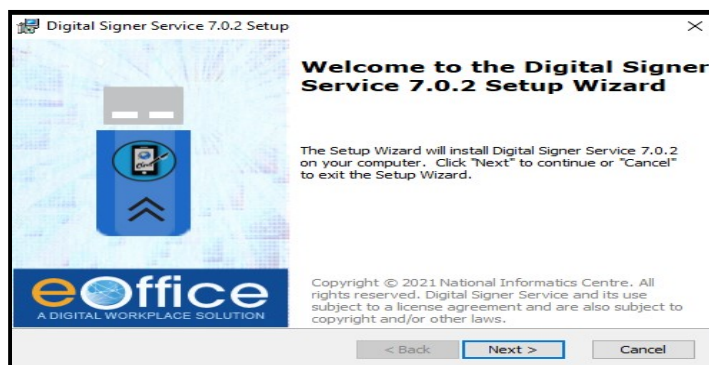 Digital Signer Service 7.0.2 Setup
Welcome to the Digital Signer
Service 7.0.2 Setup Wizard
The Setup Wizard will install Digital Signer Service 7.0.2
on your computer. Click "Next" to continue or "Cancel"
to exit the Setup Wizard.
eOffice
A DIGITAL WORKPLACE SOLUTION
Copyright © 2021 National Informatics Centre. All
rights reserved. Digital Signer Service and its use
subject to a license agreement and are also subject to
copyright and/or other laws.
< Back Next > Cancel